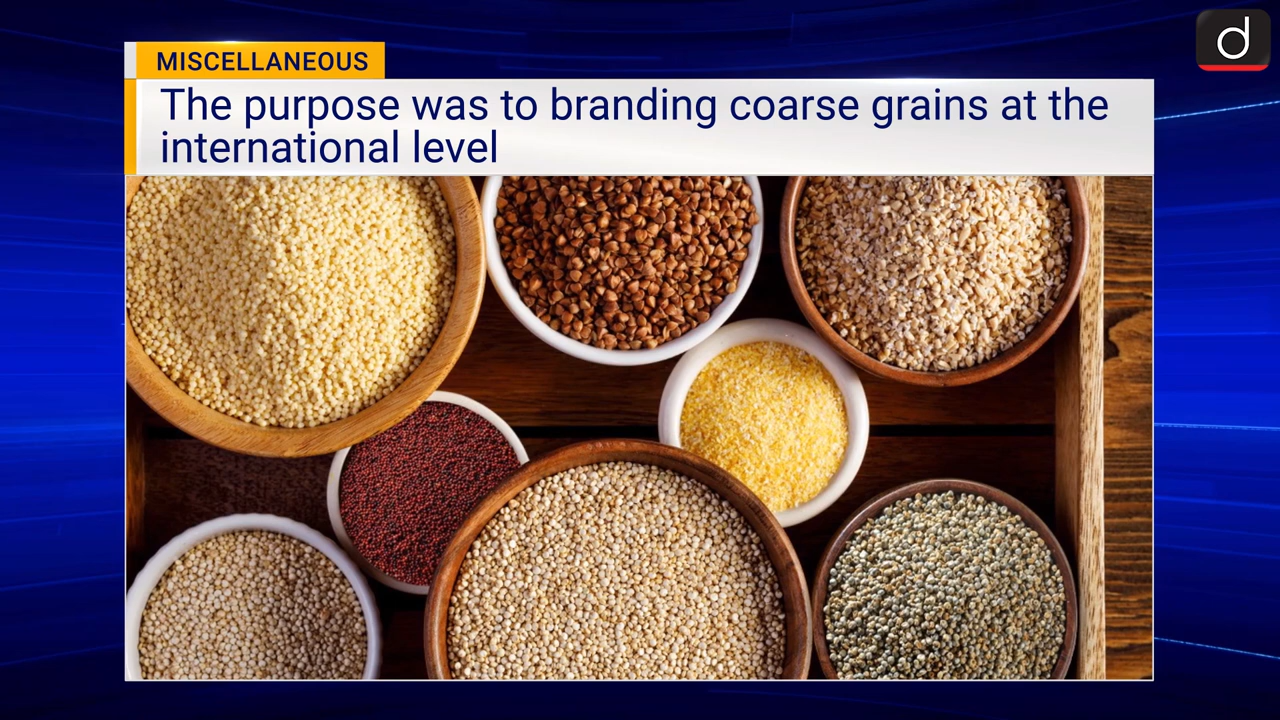 MISCELLANEOUS
The purpose was to branding coarse grains at the
international level
d